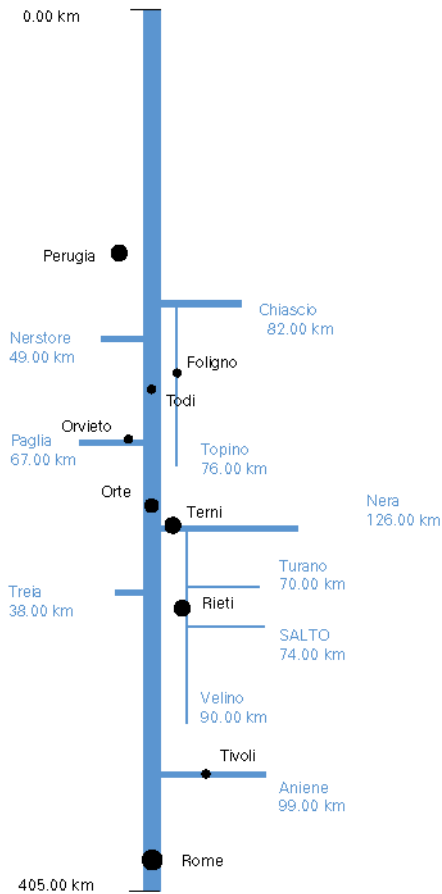 0.00 km
Perugia
Chiascio
82.00 km
Nerstore
49.00 km
Foligno
Todi
Orvieto
Paglia
67.00 km
Topino
76.00 km
Orte
Terni
Nera
126.00 km
Turano
70.00 km
Treia
38.00 km
Rieti
SALTO
74.00 km
Velino
90.00 km
Tivoli
Aniene
99.00 km
Rome
405.00 km